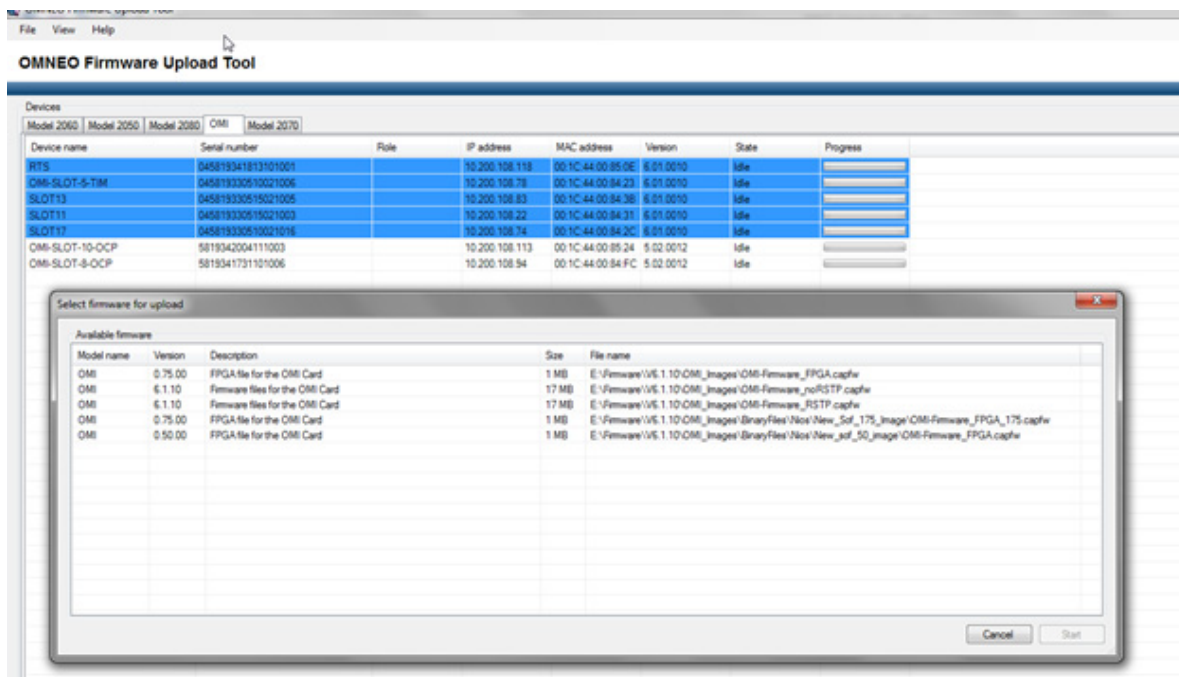 OMNEO Firmware Upload Tool
File View Help
OMNEO Firmware Upload Tool
Devices
Model 2060 Model 2050 Model 2080 OMI Model 2070
Device name Serial number Role IP address MAC address Version State Progress
RTS 045819341813101001 10.200.108.118 00:1C:44:00:85:0E 6.01.0010 Idle
OMI-SLOT-5-TIM 045819330510021006 10.200.108.78 00:1C:44:00:84:23 6.01.0010 Idle
SLOT13 045819330515021005 10.200.108.83 00:1C:44:00:84:3B 6.01.0010 Idle
SLOT11 045819330515021003 10.200.108.22 00:1C:44:00:84:31 6.01.0010 Idle
SLOT17 045819330510021016 10.200.108.74 00:1C:44:00:84:2C 6.01.0010 Idle
OMI-SLOT-10-OCP 5819342004111003 10.200.108.113 00:1C:44:00:85:24 5.02.0012 Idle
OMI-SLOT-8-OCP 5819341731101006 10.200.108.94 00:1C:44:00:84:FC 5.02.0012 Idle
Select firmware for upload
Available firmware
Model name Version Description Size File name
OMI 0.75.00 FPGA file for the OMI Card 1 MB E:\Firmware\V6.1.10\OMI_Images\OMI-Firmware_FPGA.capfw
OMI 6.1.10 Firmware files for the OMI Card 17 MB E:\Firmware\V6.1.10\OMI_Images\OMI-Firmware_noRSTP.capfw
OMI 6.1.10 Firmware files for the OMI Card 17 MB E:\Firmware\V6.1.10\OMI_Images\OMI-Firmware_RSTP.capfw
OMI 0.75.00 FPGA file for the OMI Card 1 MB E:\Firmware\V6.1.10\OMI_Images\BinaryFiles\Nios\New_Sof_175_Image\OMI-Firmware_FPGA_175.capfw
OMI 0.50.00 FPGA file for the OMI Card 1 MB E:\Firmware\V6.1.10\OMI_Images\BinaryFiles\Nios\New_sof_50_image\OMI-Firmware_FPGA.capfw
Cancel Start